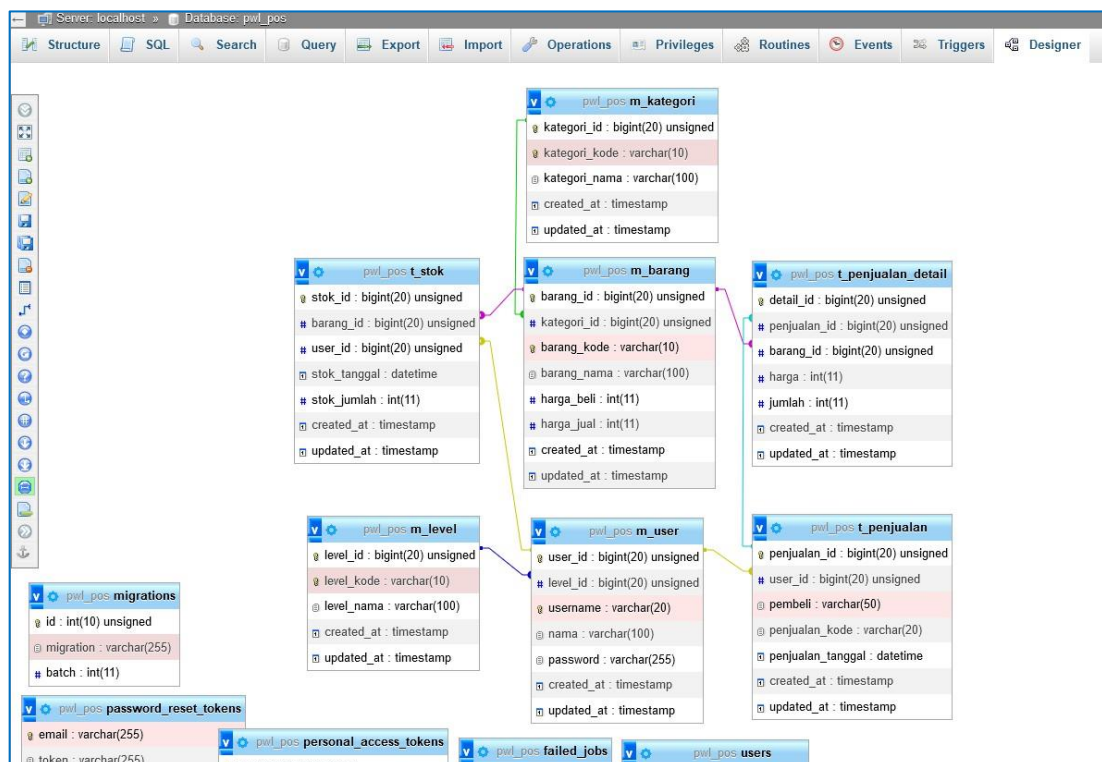 Server: localhost » Database: pwl_pos
Structure SQL Search Query Export Import Operations Privileges Routines Events Triggers Designer
pwl_pos m_kategori
kategori_id : bigint(20) unsigned
kategori_kode : varchar(10)
kategori_nama : varchar(100)
created_at : timestamp
updated_at : timestamp
pwl_pos t_stok
stok_id : bigint(20) unsigned
# barang_id : bigint(20) unsigned
# user_id : bigint(20) unsigned
stok_tanggal : datetime
# stok_jumlah : int(11)
created_at : timestamp
updated_at : timestamp
pwl_pos m_barang
barang_id : bigint(20) unsigned
# kategori_id : bigint(20) unsigned
barang_kode : varchar(10)
barang_nama : varchar(100)
# harga_beli : int(11)
# harga_jual : int(11)
created_at : timestamp
updated_at : timestamp
pwl_pos t_penjualan_detail
detail_id : bigint(20) unsigned
# penjualan_id : bigint(20) unsigned
# barang_id : bigint(20) unsigned
# harga : int(11)
# jumlah : int(11)
created_at : timestamp
updated_at : timestamp
pwl_pos m_level
level_id : bigint(20) unsigned
level_kode : varchar(10)
level_nama : varchar(100)
created_at : timestamp
updated_at : timestamp
pwl_pos m_user
user_id : bigint(20) unsigned
# level_id : bigint(20) unsigned
username : varchar(20)
nama : varchar(100)
password : varchar(255)
created_at : timestamp
updated_at : timestamp
pwl_pos t_penjualan
penjualan_id : bigint(20) unsigned
# user_id : bigint(20) unsigned
pembeli : varchar(50)
penjualan_kode : varchar(20)
penjualan_tanggal : datetime
created_at : timestamp
updated_at : timestamp
pwl_pos migrations
id : int(10) unsigned
migration : varchar(255)
# batch : int(11)
pwl_pos password_reset_tokens
email : varchar(255)
token : varchar(255)
pwl_pos personal_access_tokens
pwl_pos failed_jobs
pwl_pos users